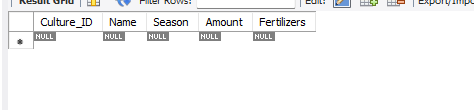 Result Grid Filter Rows: Edit: Export/Impo
Culture_ID Name Season Amount Fertilizers
* NULL NULL NULL NULL NULL